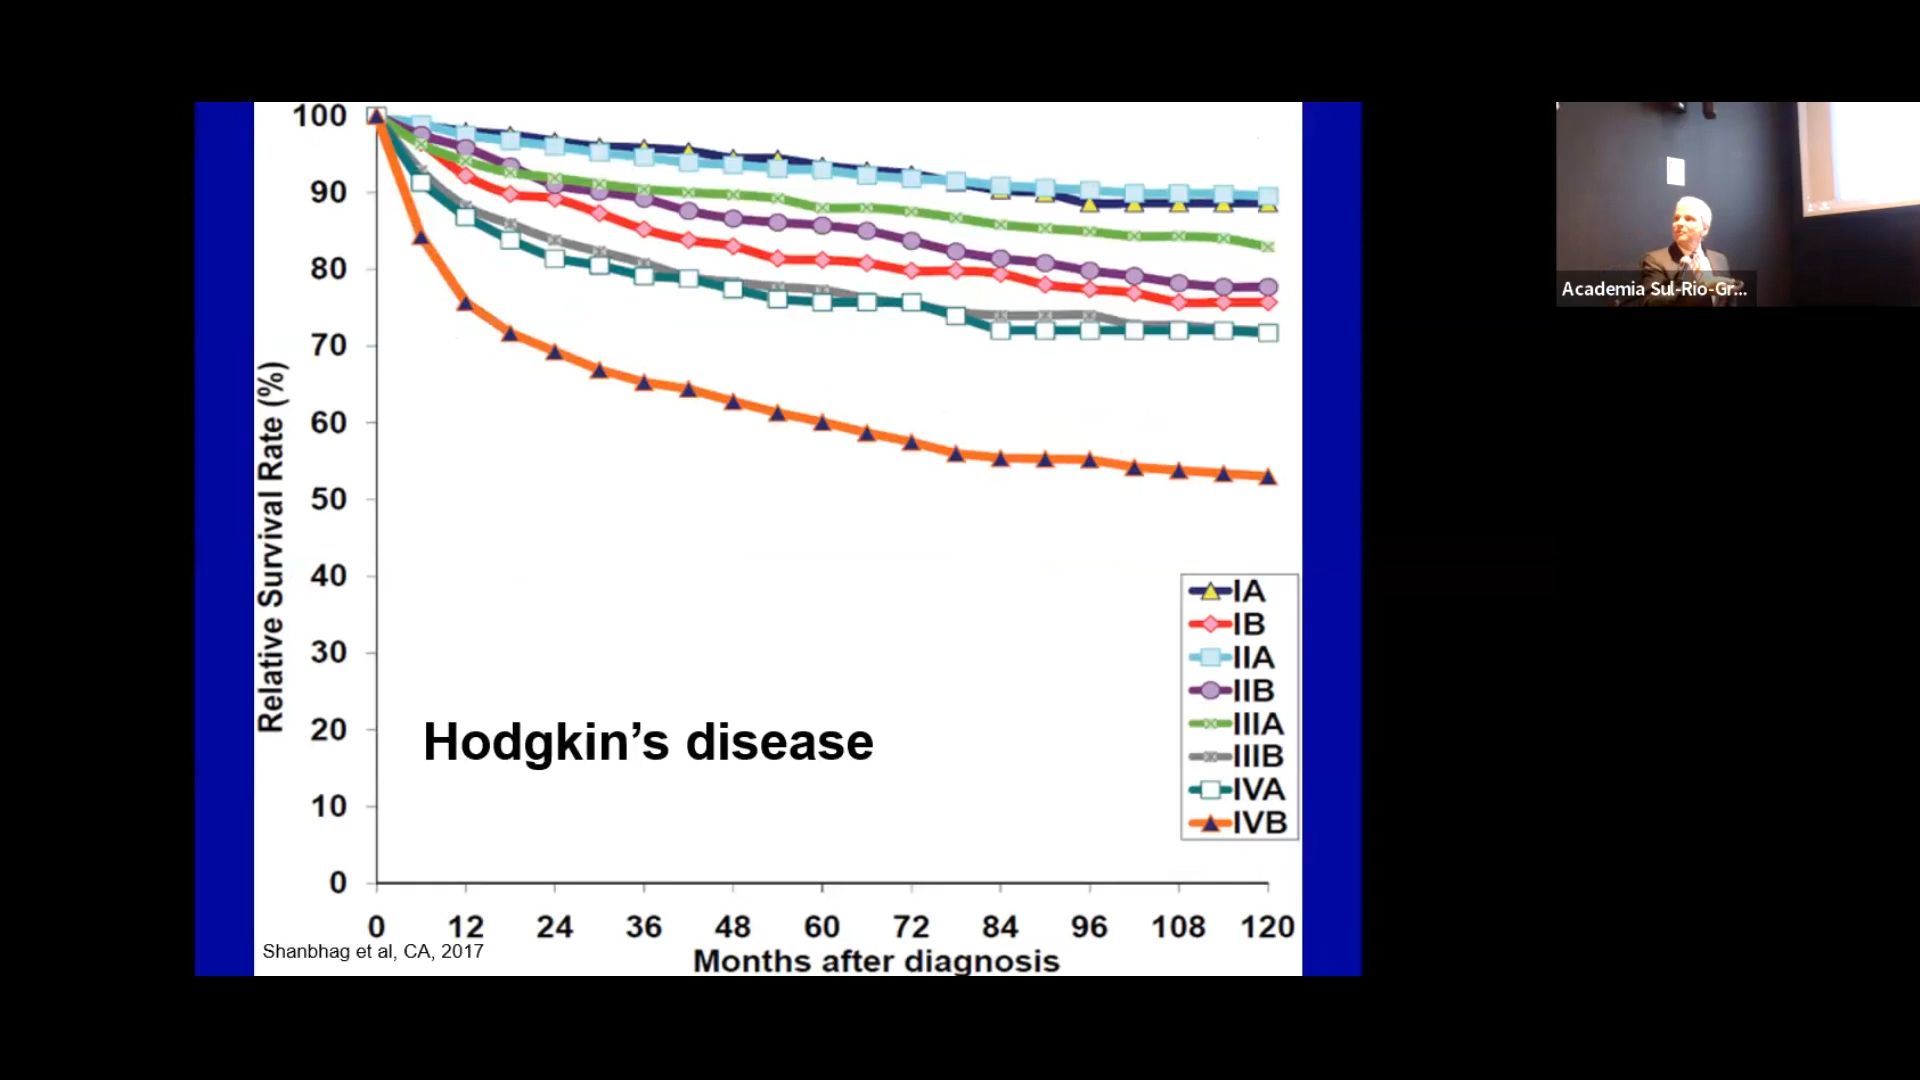 100
90
80
70
60
50
40
30
20
10
0
Relative Survival Rate (%)
0 12 24 36 48 60 72 84 96 108 120
Months after diagnosis
Hodgkin’s disease
IA
IB
IIA
IIB
IIIA
IIIB
IVA
IVB
Shanbhag et al, CA, 2017
Academia Sul-Rio-Gr...